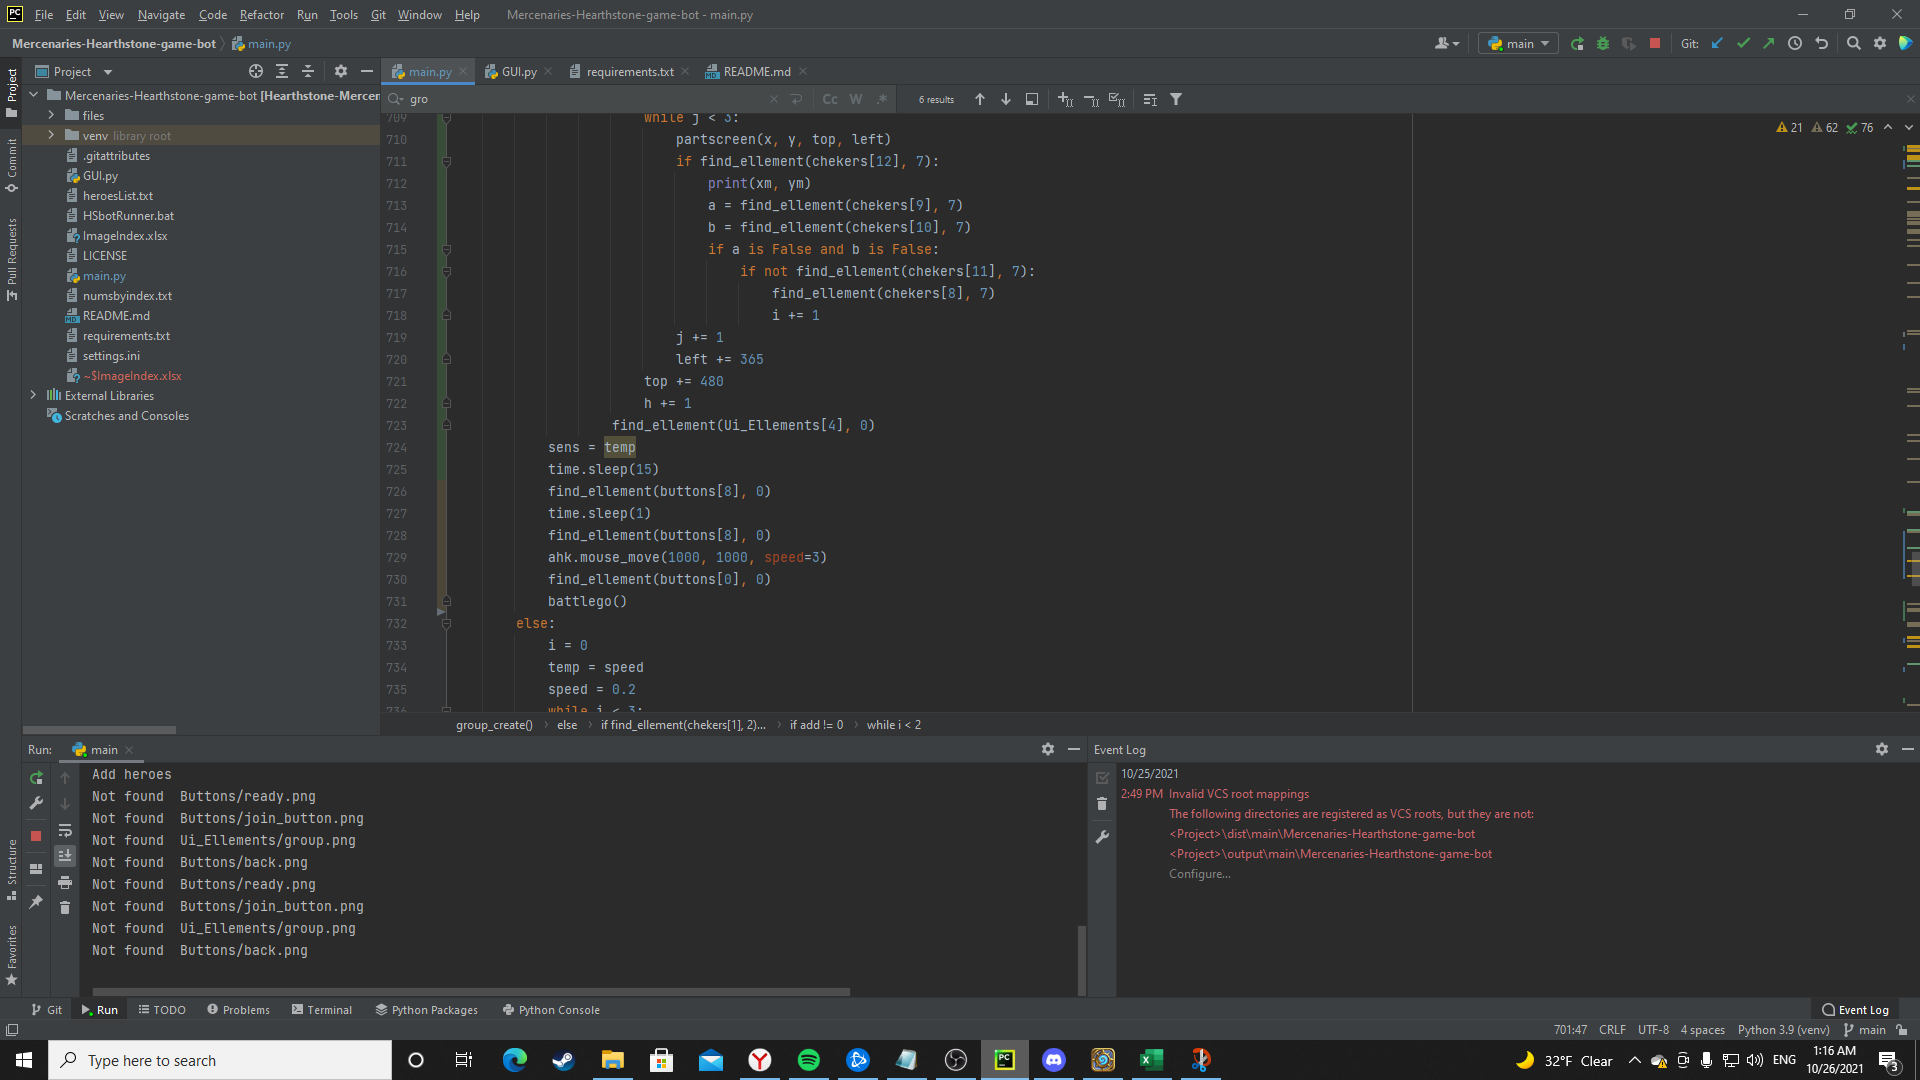 File Edit View Navigate Code Refactor Run Tools Git Window Help Mercenaries-Hearthstone-game-bot - main.py
Mercenaries-Hearthstone-game-bot main.py
main Git:
Project
main.py GUI.py requirements.txt README.md
gro Cc W .* 6 results
Mercenaries-Hearthstone-game-bot [Hearthstone-Mercen
files
venv library root
.gitattributes
GUI.py
heroesList.txt
HSbotRunner.bat
ImageIndex.xlsx
LICENSE
main.py
numsbyindex.txt
README.md
requirements.txt
settings.ini
~$ImageIndex.xlsx
External Libraries
Scratches and Consoles
Project
Commit
Pull Requests
Structure
Favorites
21 62 76
709 while j < 3:
710 partscreen(x, y, top, left)
711 if find_ellement(chekers[12], 7):
712 print(xm, ym)
713 a = find_ellement(chekers[9], 7)
714 b = find_ellement(chekers[10], 7)
715 if a is False and b is False:
716 if not find_ellement(chekers[11], 7):
717 find_ellement(chekers[8], 7)
718 i += 1
719 j += 1
720 left += 365
721 top += 480
722 h += 1
723 find_ellement(Ui_Ellements[4], 0)
724 sens = temp
725 time.sleep(15)
726 find_ellement(buttons[8], 0)
727 time.sleep(1)
728 find_ellement(buttons[8], 0)
729 ahk.mouse_move(1000, 1000, speed=3)
730 find_ellement(buttons[0], 0)
731 battlego()
732 else:
733 i = 0
734 temp = speed
735 speed = 0.2
736 while i < 3:
group_create() else if find_ellement(chekers[1], 2)... if add != 0 while i < 2
Run: main
Add heroes
Not found Buttons/ready.png
Not found Buttons/join_button.png
Not found Ui_Ellements/group.png
Not found Buttons/back.png
Not found Buttons/ready.png
Not found Buttons/join_button.png
Not found Ui_Ellements/group.png
Not found Buttons/back.png
Event Log
10/25/2021
2:49 PM Invalid VCS root mappings
The following directories are registered as VCS roots, but they are not:
<Project>\dist\main\Mercenaries-Hearthstone-game-bot
<Project>\output\main\Mercenaries-Hearthstone-game-bot
Configure...
Git Run TODO Problems Terminal Python Packages Python Console Event Log
701:47 CRLF UTF-8 4 spaces Python 3.9 (venv) main
Type here to search
32°F Clear ENG
1:16 AM
10/26/2021
3